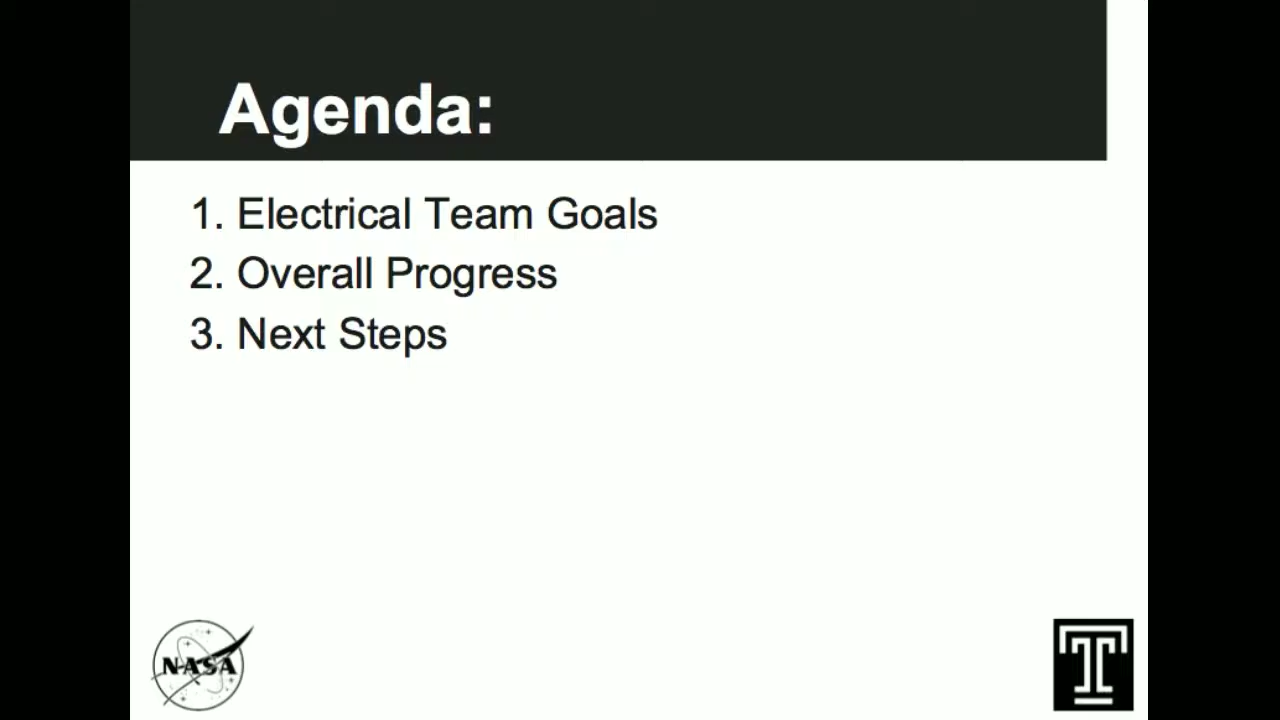 Agenda:
1. Electrical Team Goals
2. Overall Progress
3. Next Steps
NASA
T